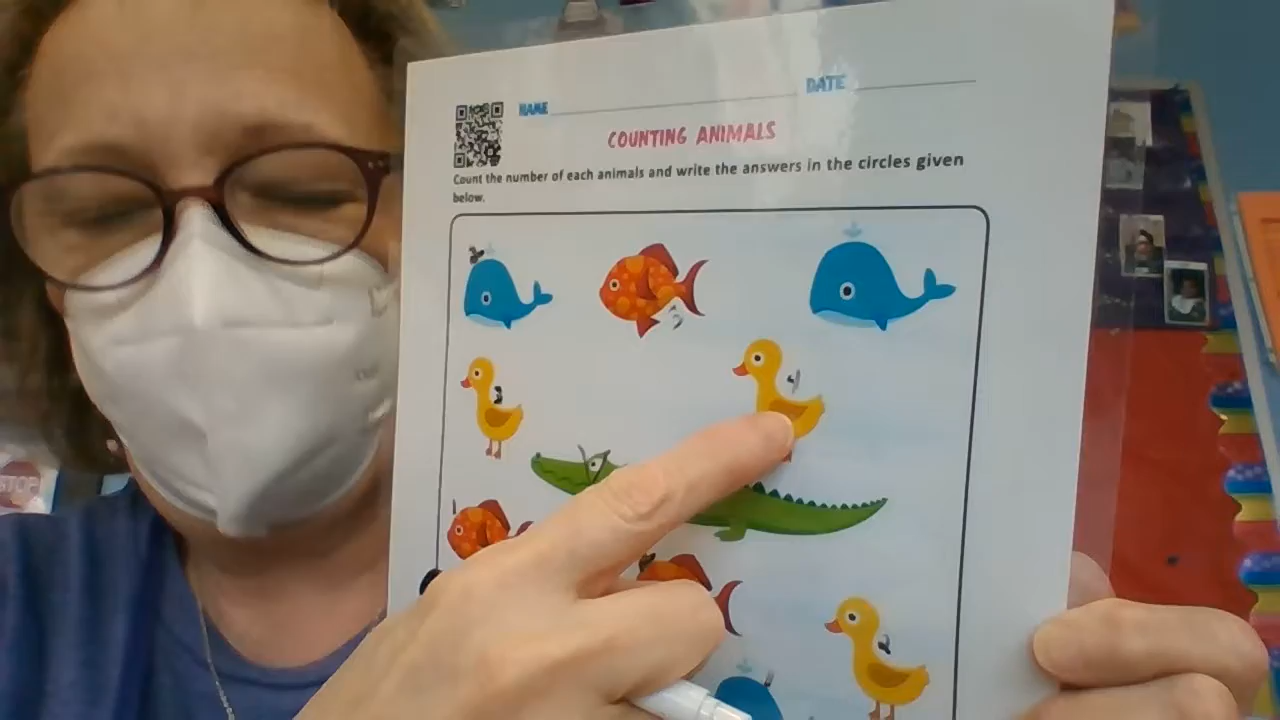 NAME DATE
COUNTING ANIMALS
Count the number of each animals and write the answers in the circles given
below.
STOP